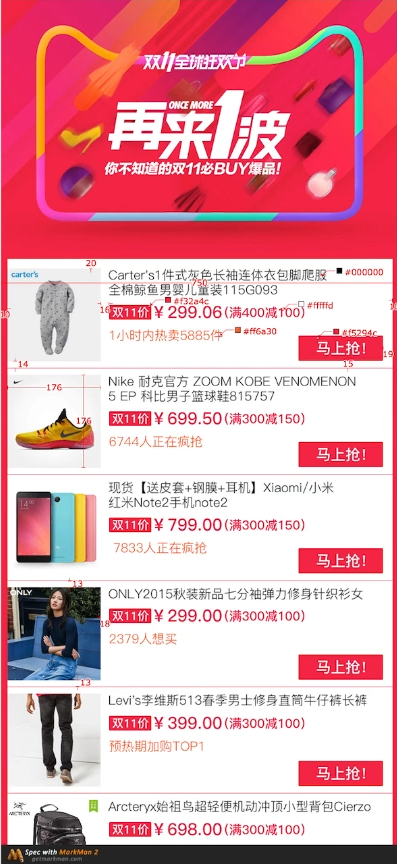 双11全球狂欢节
ONCE MORE
再来1波
你不知道的双11必BUY爆品!
20
carter's
Carter's1件式灰色长袖连体衣包脚爬服
#000000
750
全棉鲸鱼男婴儿童装115G093
#f32a4c
#fffffd
16
10
双11价 ¥ 299.06 (满400减100)
1小时内热卖5885件
#ff6a30
#f5294c
马上抢!
14
15
19
Nike 耐克官方 ZOOM KOBE VENOMENON
176
5 EP 科比男子篮球鞋815757
双11价 ¥ 699.50 (满300减150)
176
6744人正在疯抢
马上抢!
现货【送皮套+钢膜+耳机】Xiaomi/小米
红米Note2手机note2
双11价 ¥ 799.00 (满300减150)
7833人正在疯抢
马上抢!
13
ONLY
ONLY2015秋装新品七分袖弹力修身针织衫女
双11价 ¥ 299.00 (满300减100)
18
2379人想买
马上抢!
13
Levi's李维斯513春季男士修身直筒牛仔裤长裤
双11价 ¥ 399.00 (满300减100)
预热期加购TOP1
马上抢!
ARCTERYX
Arcteryx始祖鸟超轻便机动冲顶小型背包Cierzo
双11价 ¥ 698.00 (满300减100)
Spec with MarkMan 2
getmarkman.com